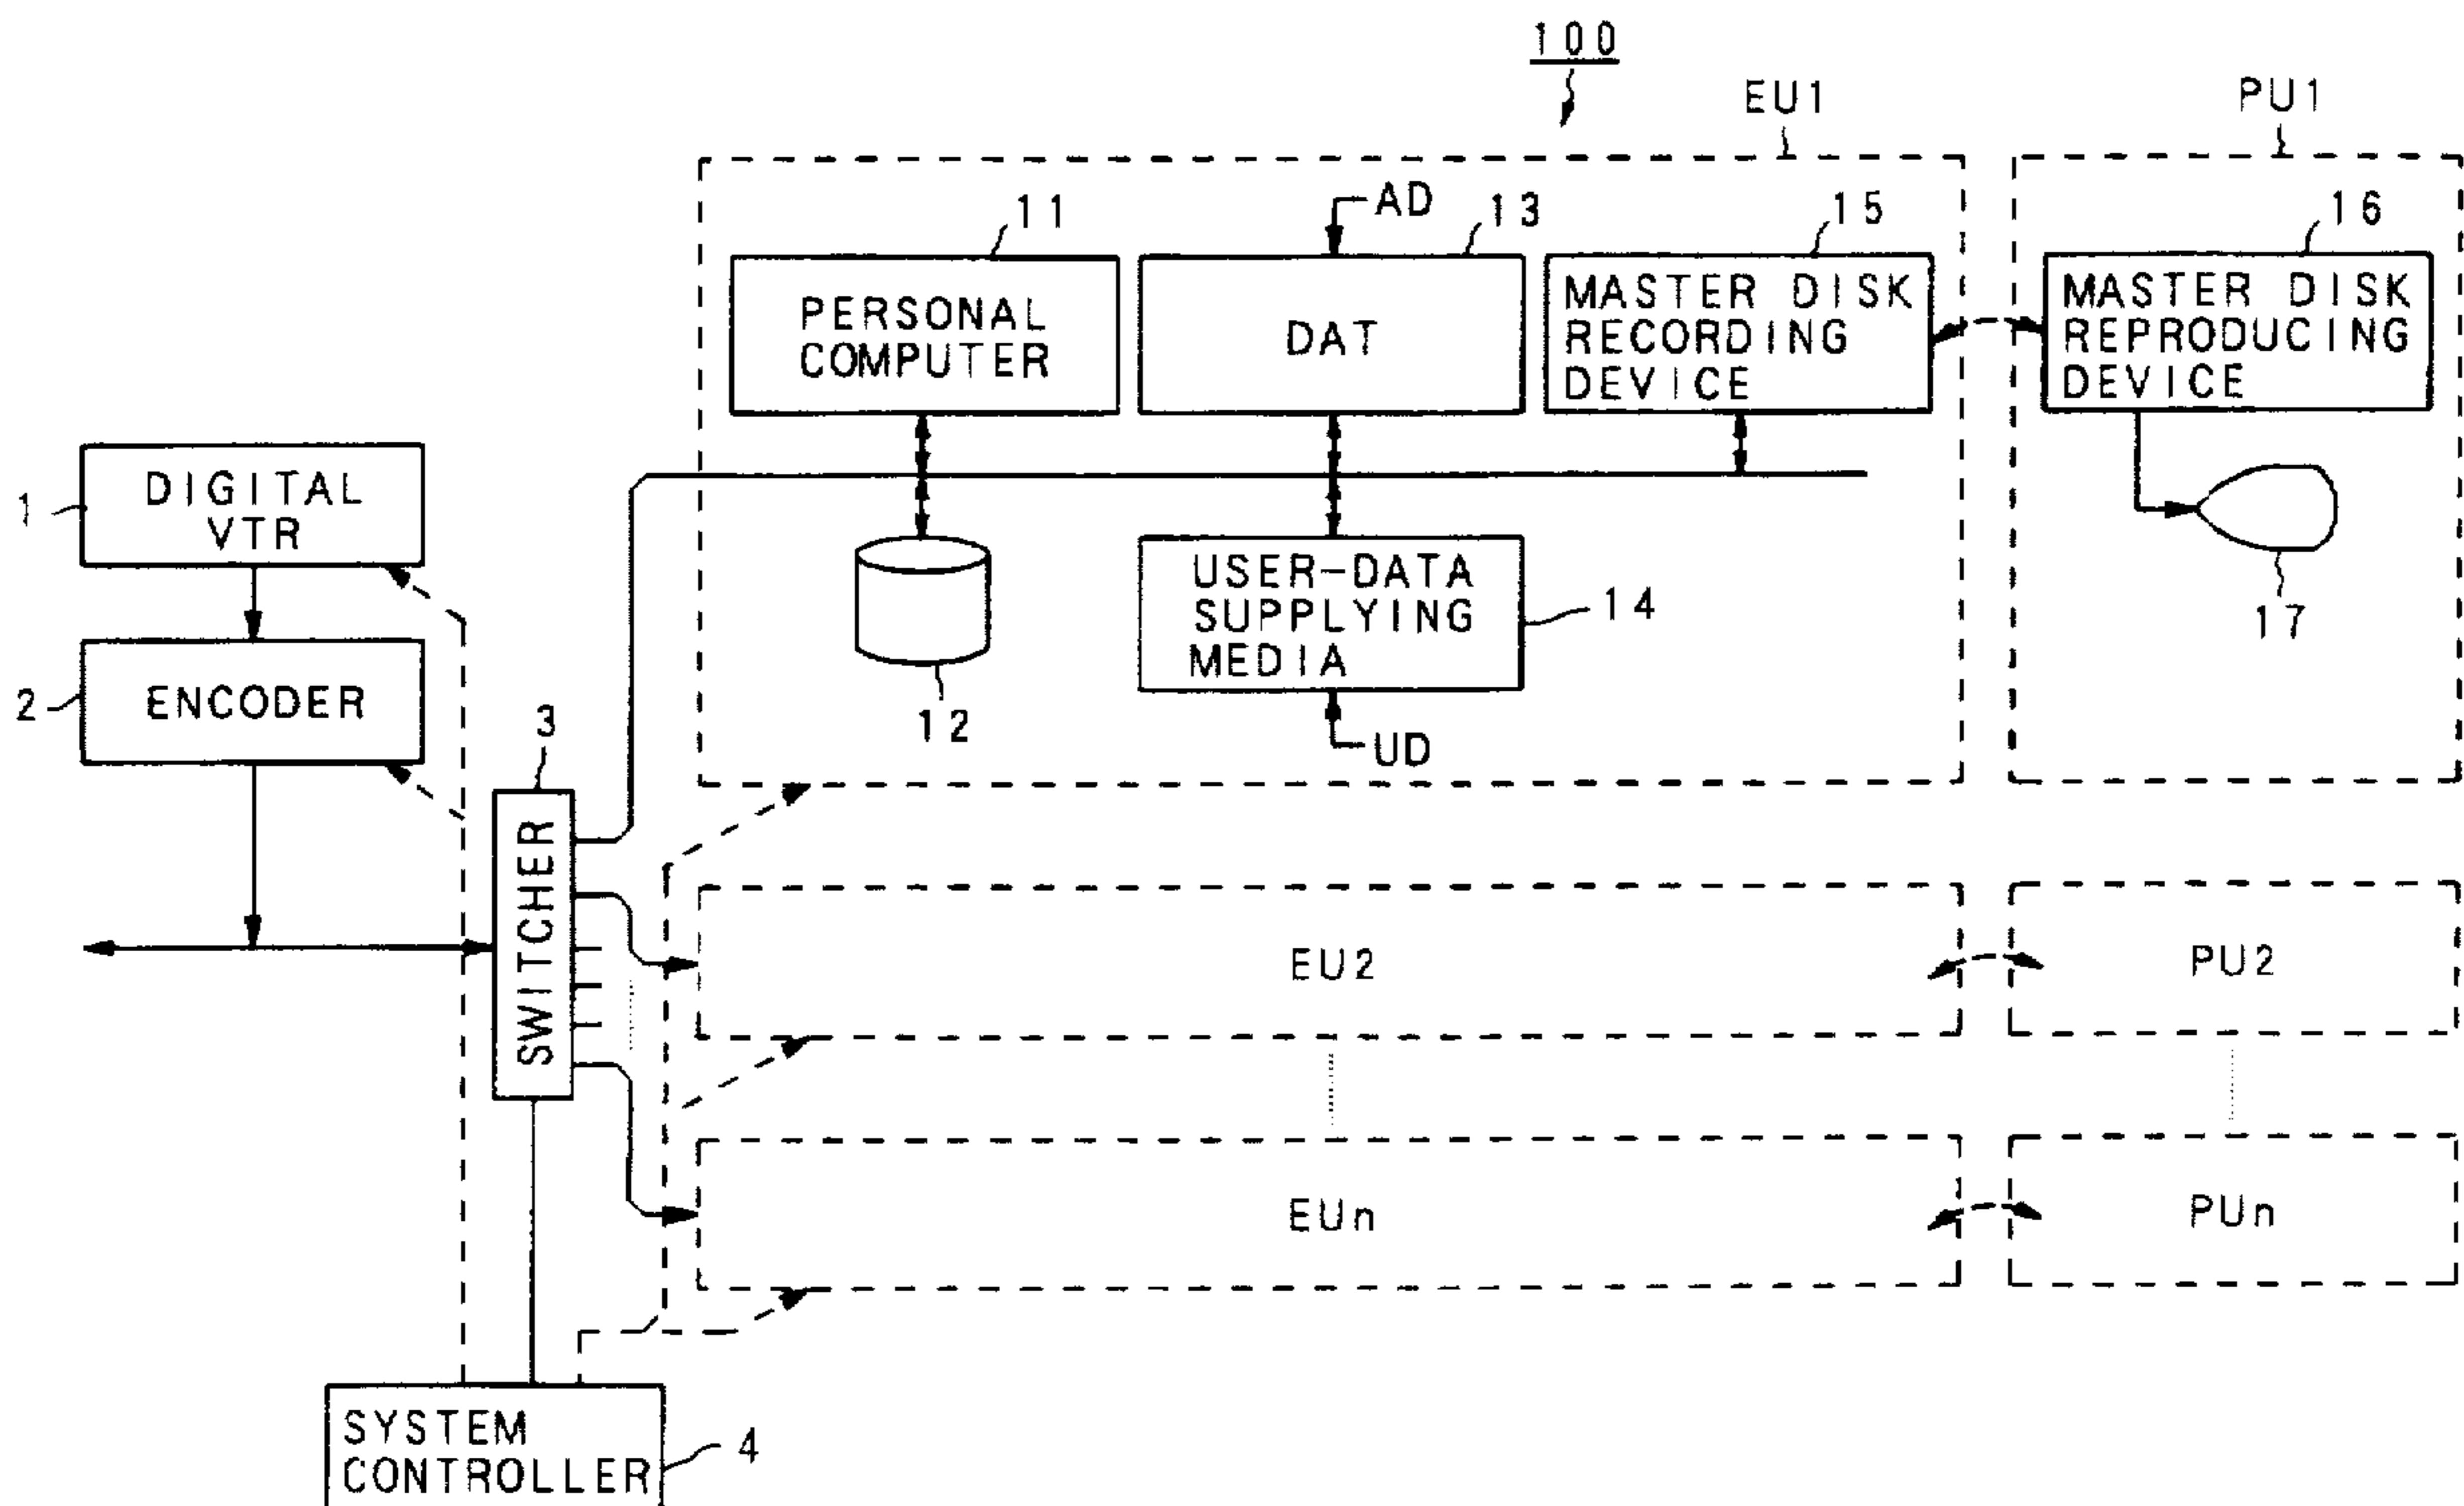 100
EU1
PU1
AD
11
13
15
16
PERSONAL
COMPUTER
DAT
MASTER DISK
RECORDING
DEVICE
MASTER DISK
REPRODUCING
DEVICE
1
DIGITAL
VTR
USER-DATA
SUPPLYING
MEDIA
14
17
12
UD
2
ENCODER
3
SWITCHER
EU2
PU2
EUn
PUn
SYSTEM
CONTROLLER
4